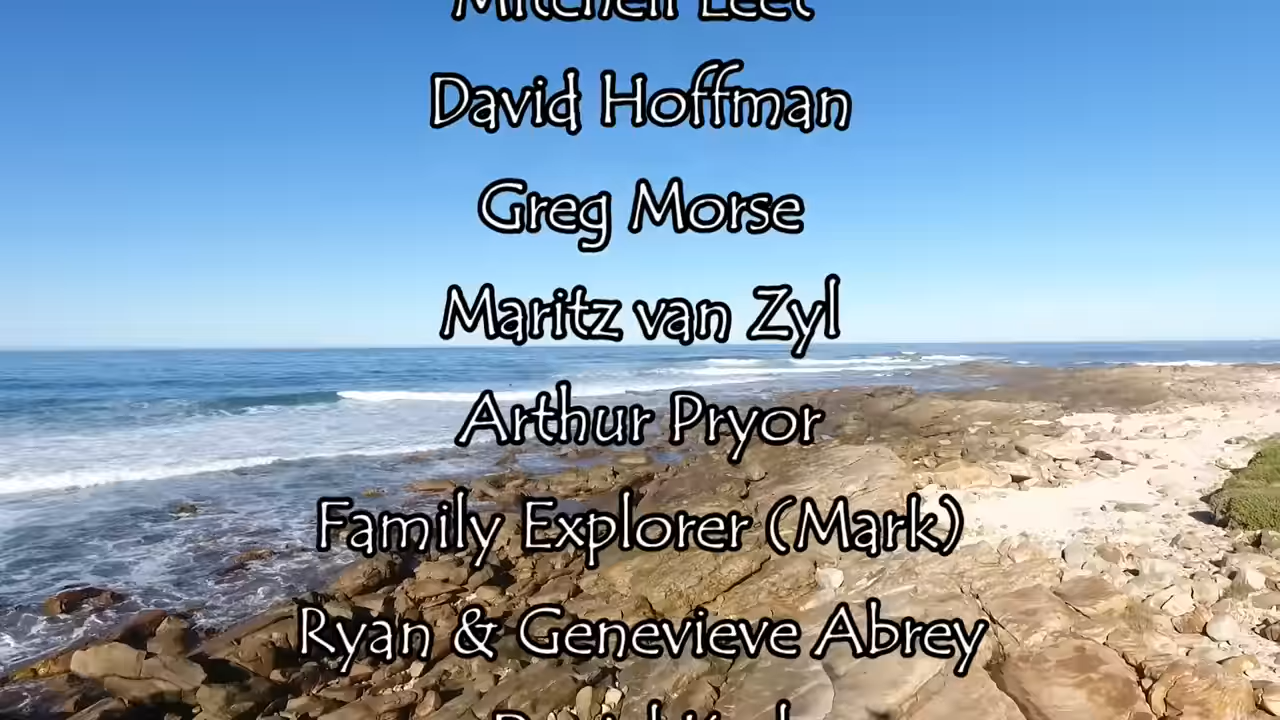 David Hoffman
Greg Morse
Maritz van Zyl
Arthur Pryor
Family Explorer (Mark)
Ryan & Genevieve Abrey